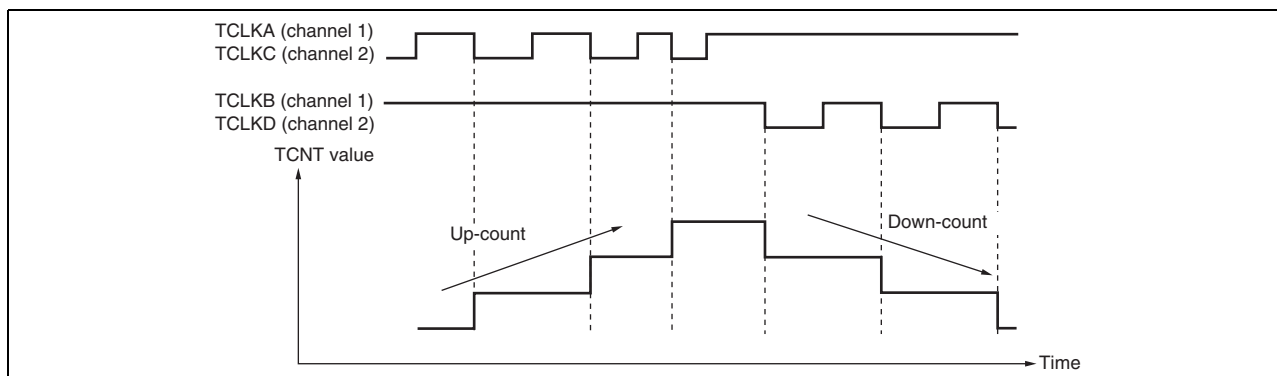 TCLKA (channel 1)
TCLKC (channel 2)
TCLKB (channel 1)
TCLKD (channel 2)
TCNT value
Up-count
Down-count
Time